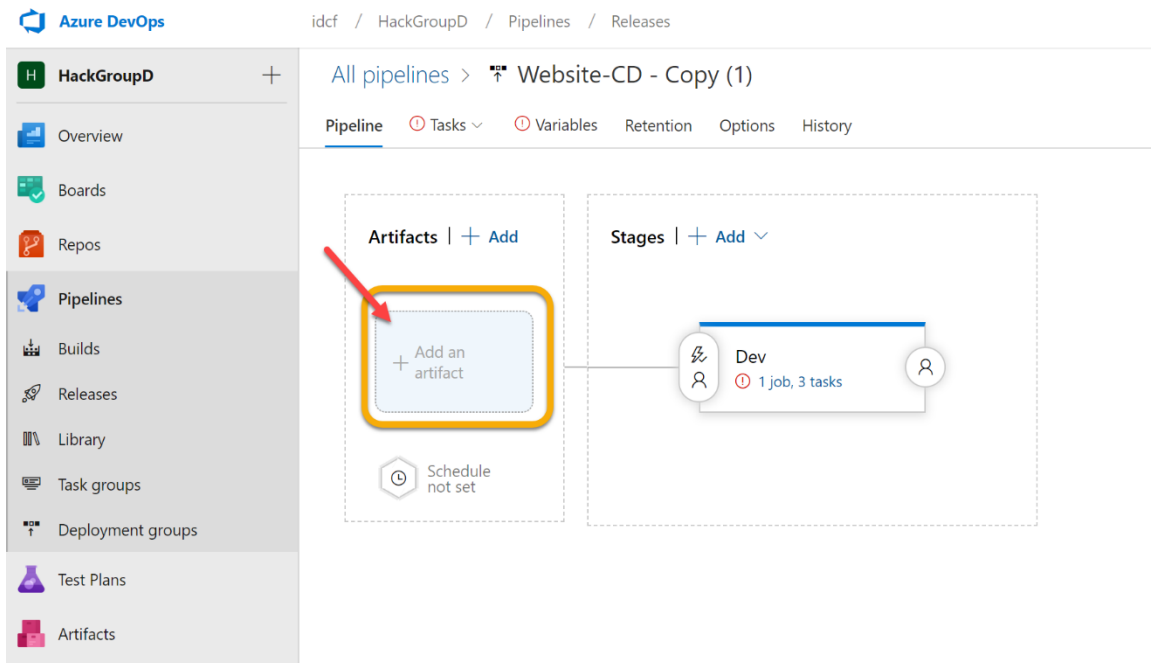 Azure DevOps
idcf / HackGroupD / Pipelines / Releases
H HackGroupD +
All pipelines > Website-CD - Copy (1)
Pipeline Tasks Variables Retention Options History
Overview
Boards
Repos
Pipelines
Builds
Releases
Library
Task groups
Deployment groups
Test Plans
Artifacts
Artifacts | + Add
+ Add an
artifact
Schedule
not set
Stages | + Add
Dev
1 job, 3 tasks